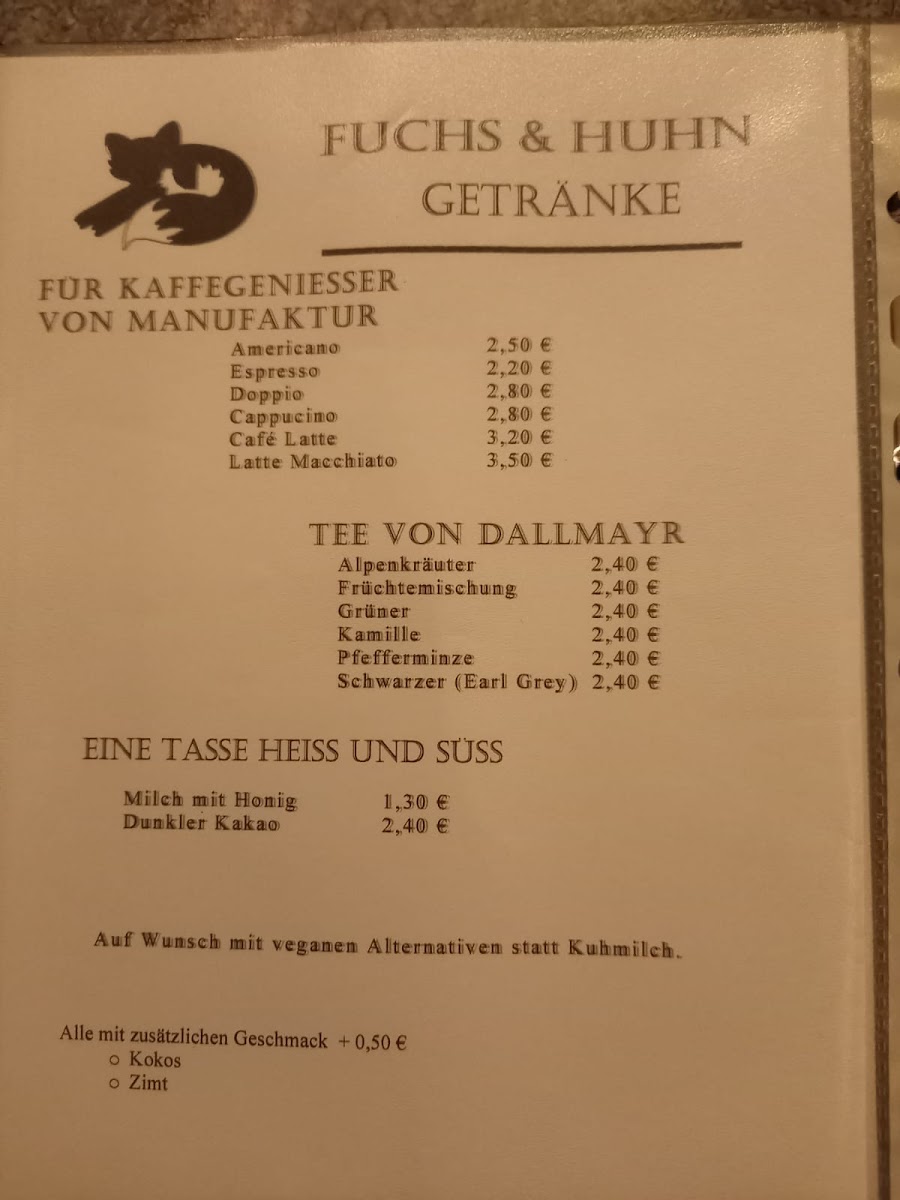 FUCHS & HUHN
GETRÄNKE
FÜR KAFFEGENIESSER
VON MANUFAKTUR
Americano 2,50 €
Espresso 2,20 €
Doppio 2,80 €
Cappucino 2,80 €
Café Latte 3,20 €
Latte Macchiato 3,50 €
TEE VON DALLMAYR
Alpenkräuter 2,40 €
Früchtemischung 2,40 €
Grüner 2,40 €
Kamille 2,40 €
Pfefferminze 2,40 €
Schwarzer (Earl Grey) 2,40 €
EINE TASSE HEISS UND SÜSS
Milch mit Honig 1,30 €
Dunkler Kakao 2,40 €
Auf Wunsch mit veganen Alternativen statt Kuhmilch.
Alle mit zusätzlichen Geschmack + 0,50 €
○ Kokos
○ Zimt